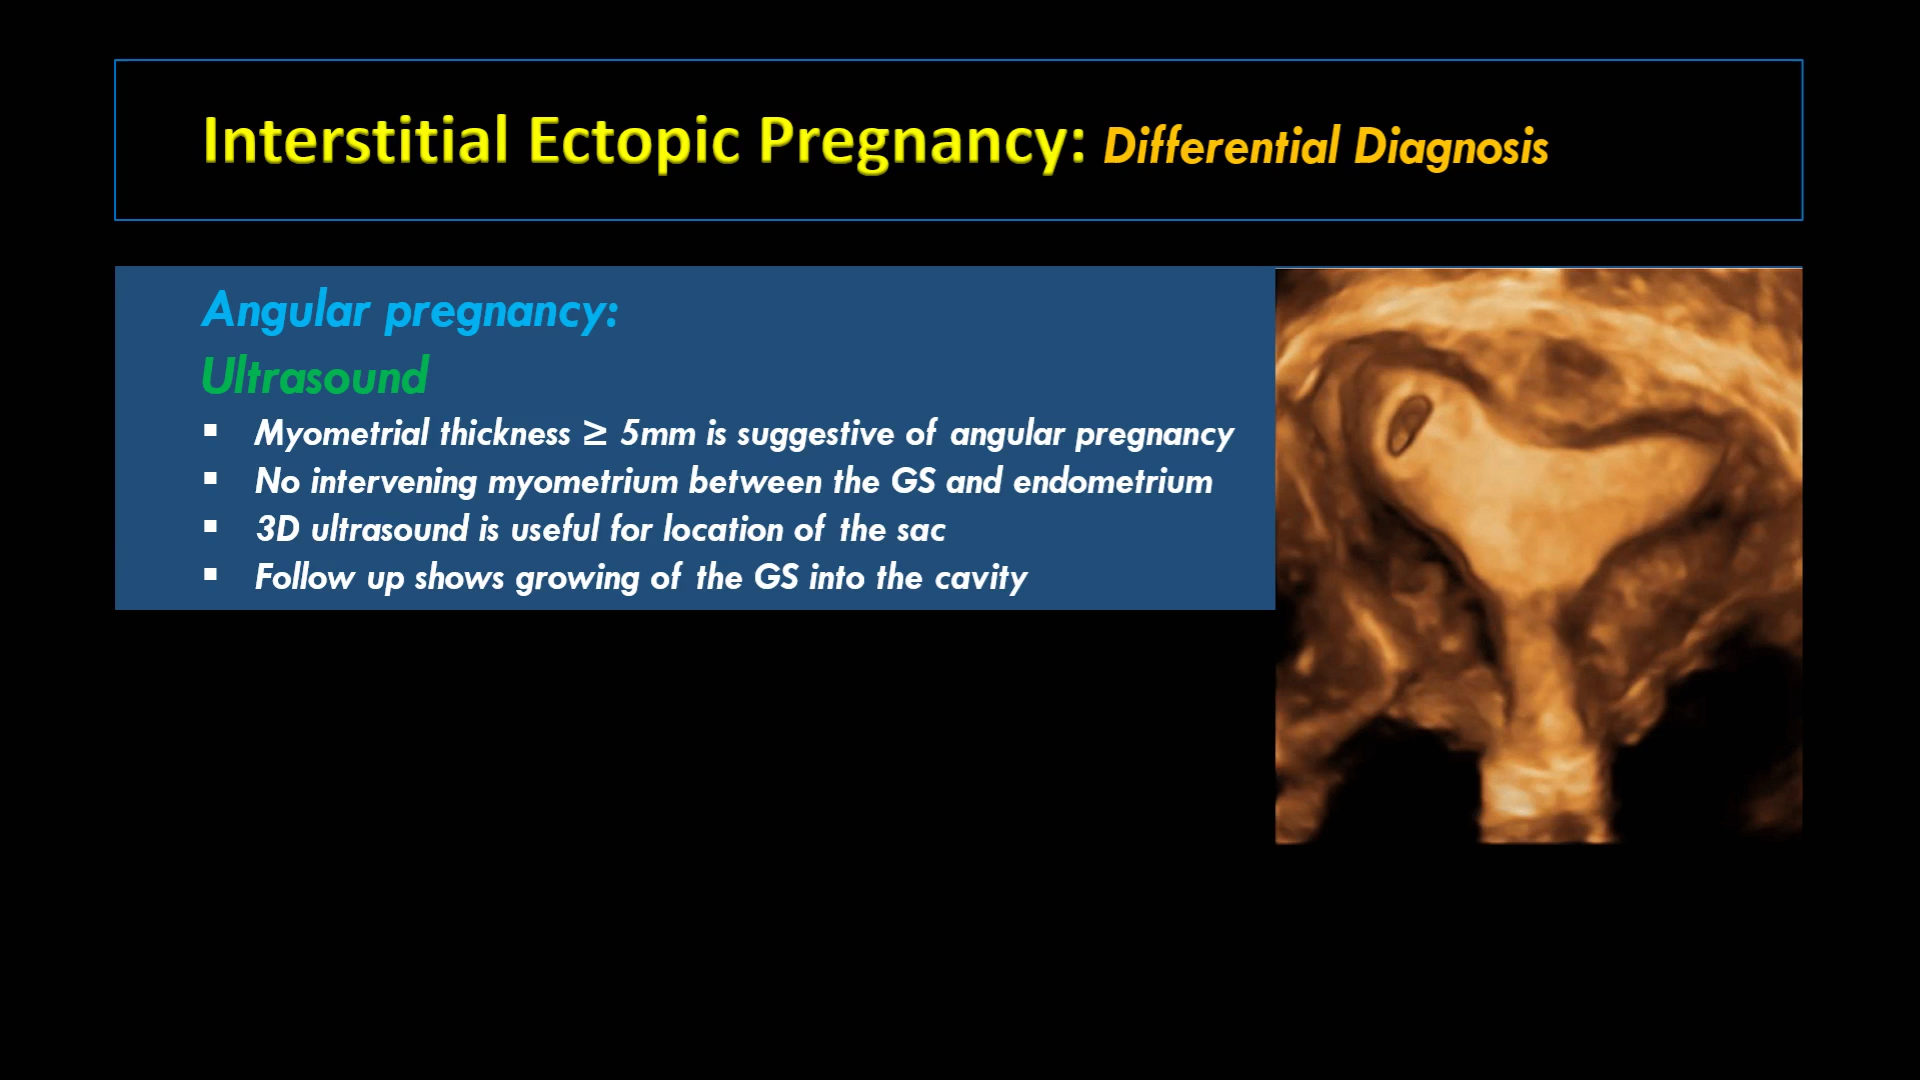 Interstitial Ectopic Pregnancy: Differential Diagnosis
Angular pregnancy:
Ultrasound
▪ Myometrial thickness ≥ 5mm is suggestive of angular pregnancy
▪ No intervening myometrium between the GS and endometrium
▪ 3D ultrasound is useful for location of the sac
▪ Follow up shows growing of the GS into the cavity